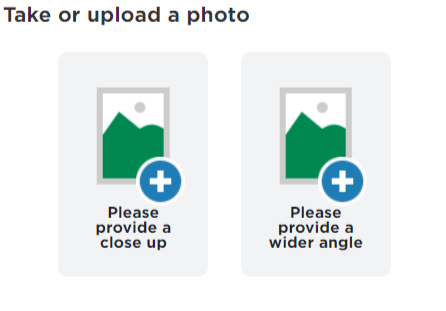 Take or upload a photo
Please
provide a
close up
Please
provide a
wider angle